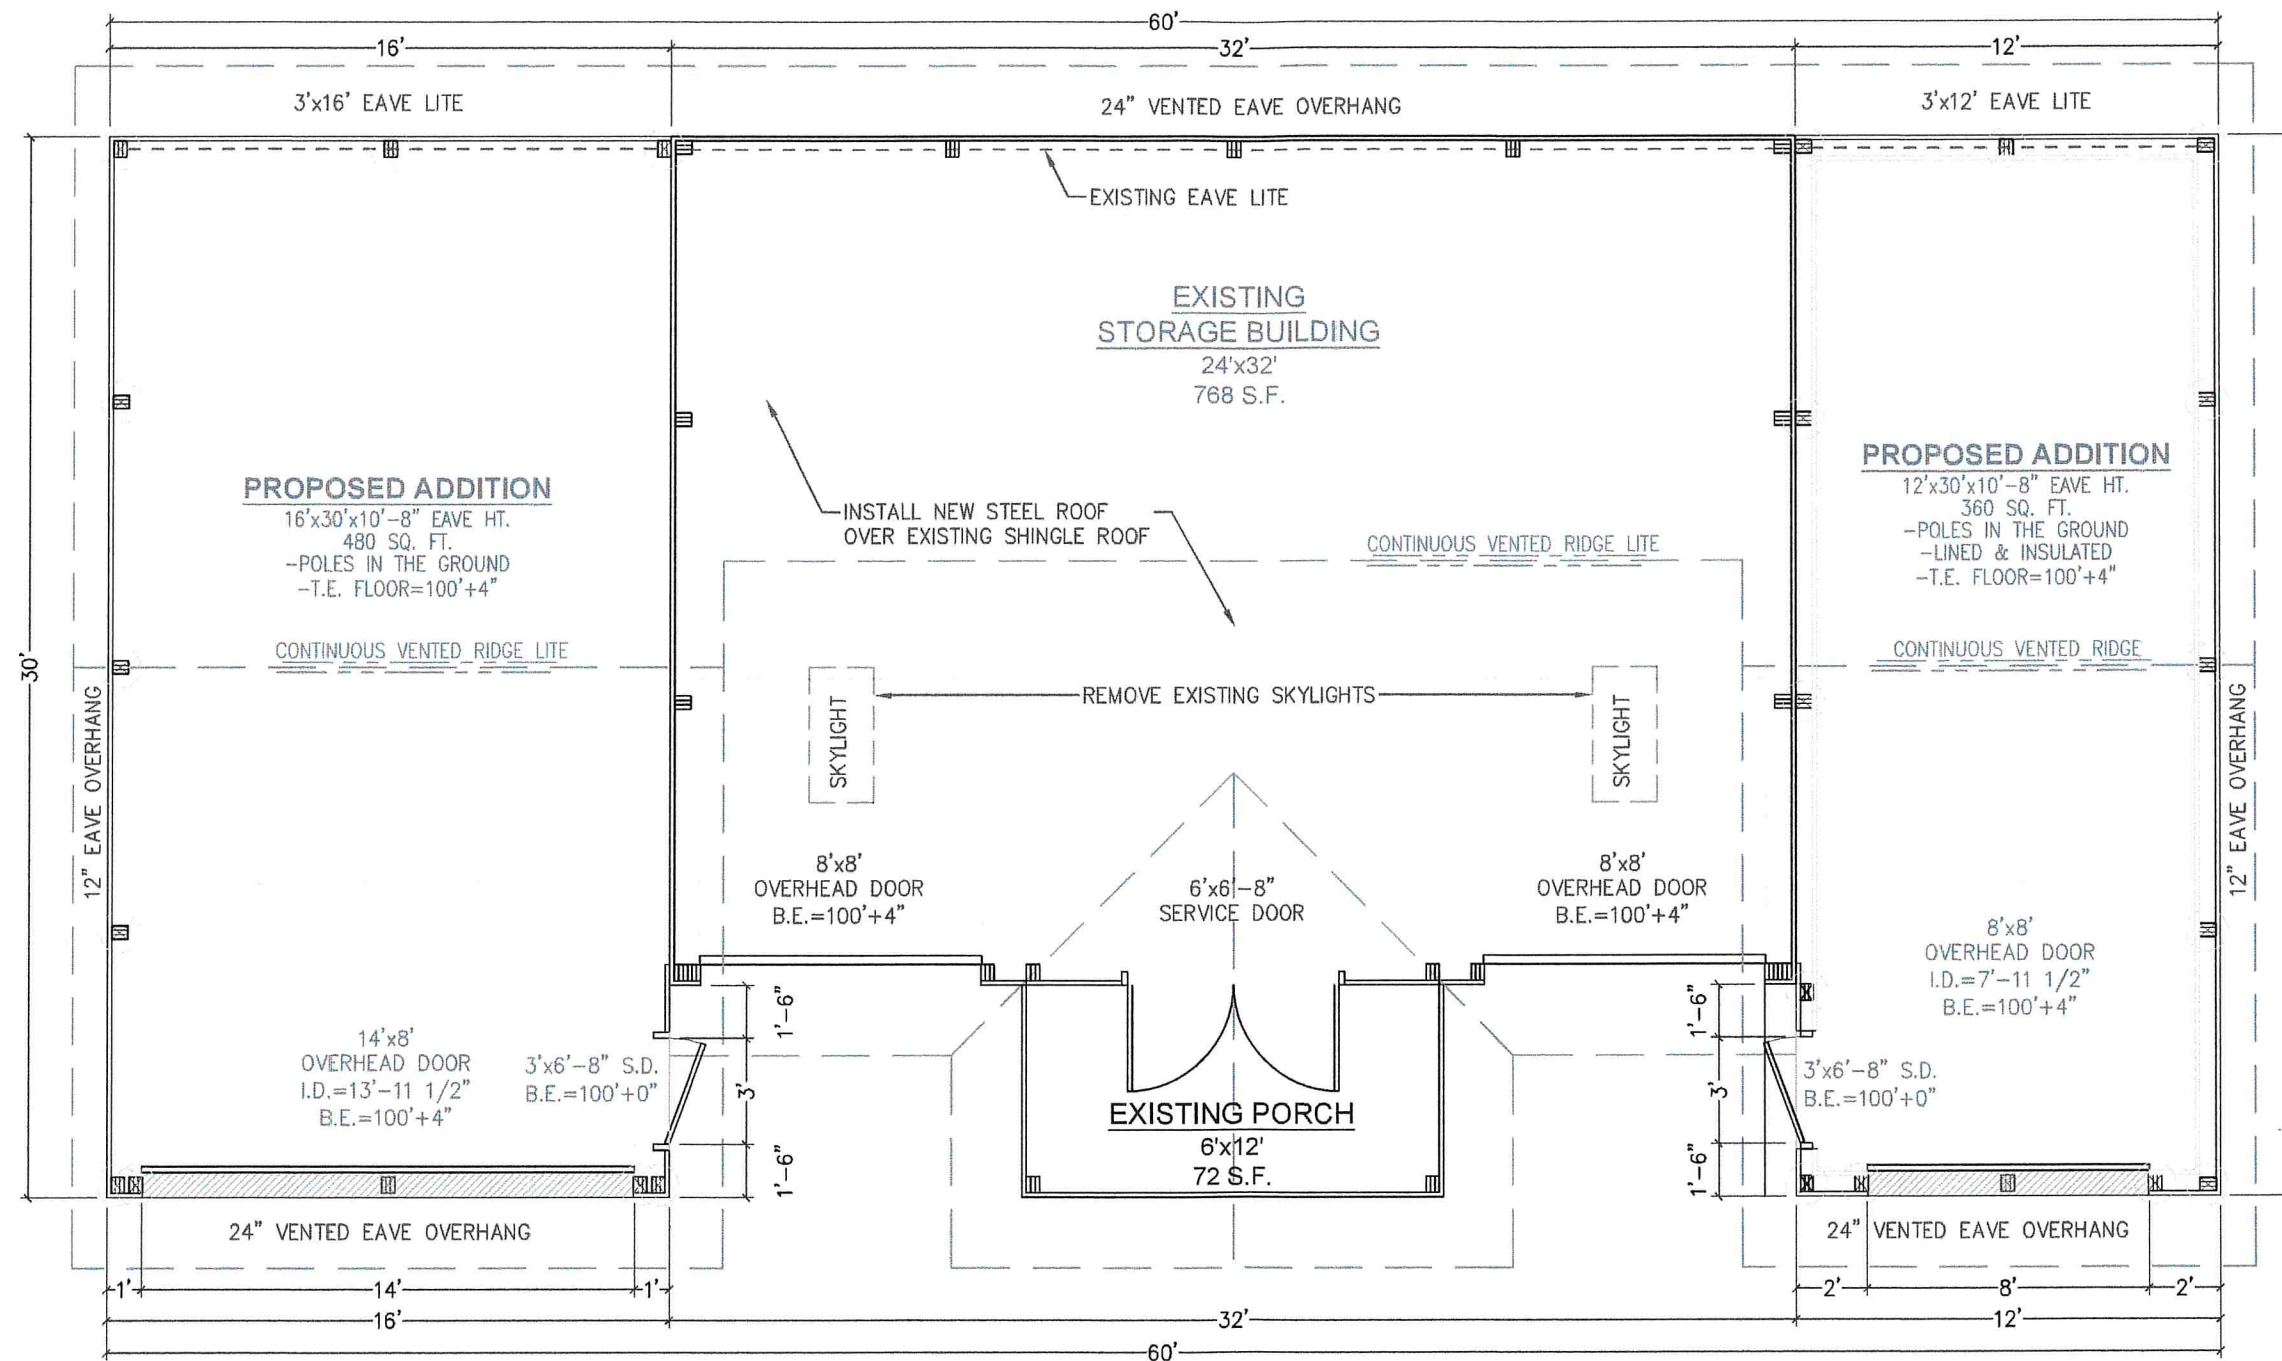 60'
16'
32'
12'
3'x16' EAVE LITE
24" VENTED EAVE OVERHANG
3'x12' EAVE LITE
EXISTING EAVE LITE
EXISTING
STORAGE BUILDING
24'x32'
768 S.F.
PROPOSED ADDITION
16'x30'x10'-8" EAVE HT.
480 SQ. FT.
-POLES IN THE GROUND
-T.E. FLOOR=100'+4"
INSTALL NEW STEEL ROOF
OVER EXISTING SHINGLE ROOF
PROPOSED ADDITION
12'x30'x10'-8" EAVE HT.
360 SQ. FT.
-POLES IN THE GROUND
-LINED & INSULATED
-T.E. FLOOR=100'+4"
CONTINUOUS VENTED RIDGE LITE
CONTINUOUS VENTED RIDGE LITE
CONTINUOUS VENTED RIDGE
30'
12" EAVE OVERHANG
SKYLIGHT
REMOVE EXISTING SKYLIGHTS
SKYLIGHT
12" EAVE OVERHANG
8'x8'
OVERHEAD DOOR
B.E.=100'+4"
6'x6'-8"
SERVICE DOOR
8'x8'
OVERHEAD DOOR
B.E.=100'+4"
8'x8'
OVERHEAD DOOR
I.D.=7'-11 1/2"
B.E.=100'+4"
14'x8'
OVERHEAD DOOR
I.D.=13'-11 1/2"
B.E.=100'+4"
3'x6'-8" S.D.
B.E.=100'+0"
1'-6"
3'
1'-6"
EXISTING PORCH
6'x12'
72 S.F.
1'-6"
3'
1'-6"
3'x6'-8" S.D.
B.E.=100'+0"
24" VENTED EAVE OVERHANG
24" VENTED EAVE OVERHANG
1'
14'
1'
2'
8'
2'
16'
32'
12'
60'